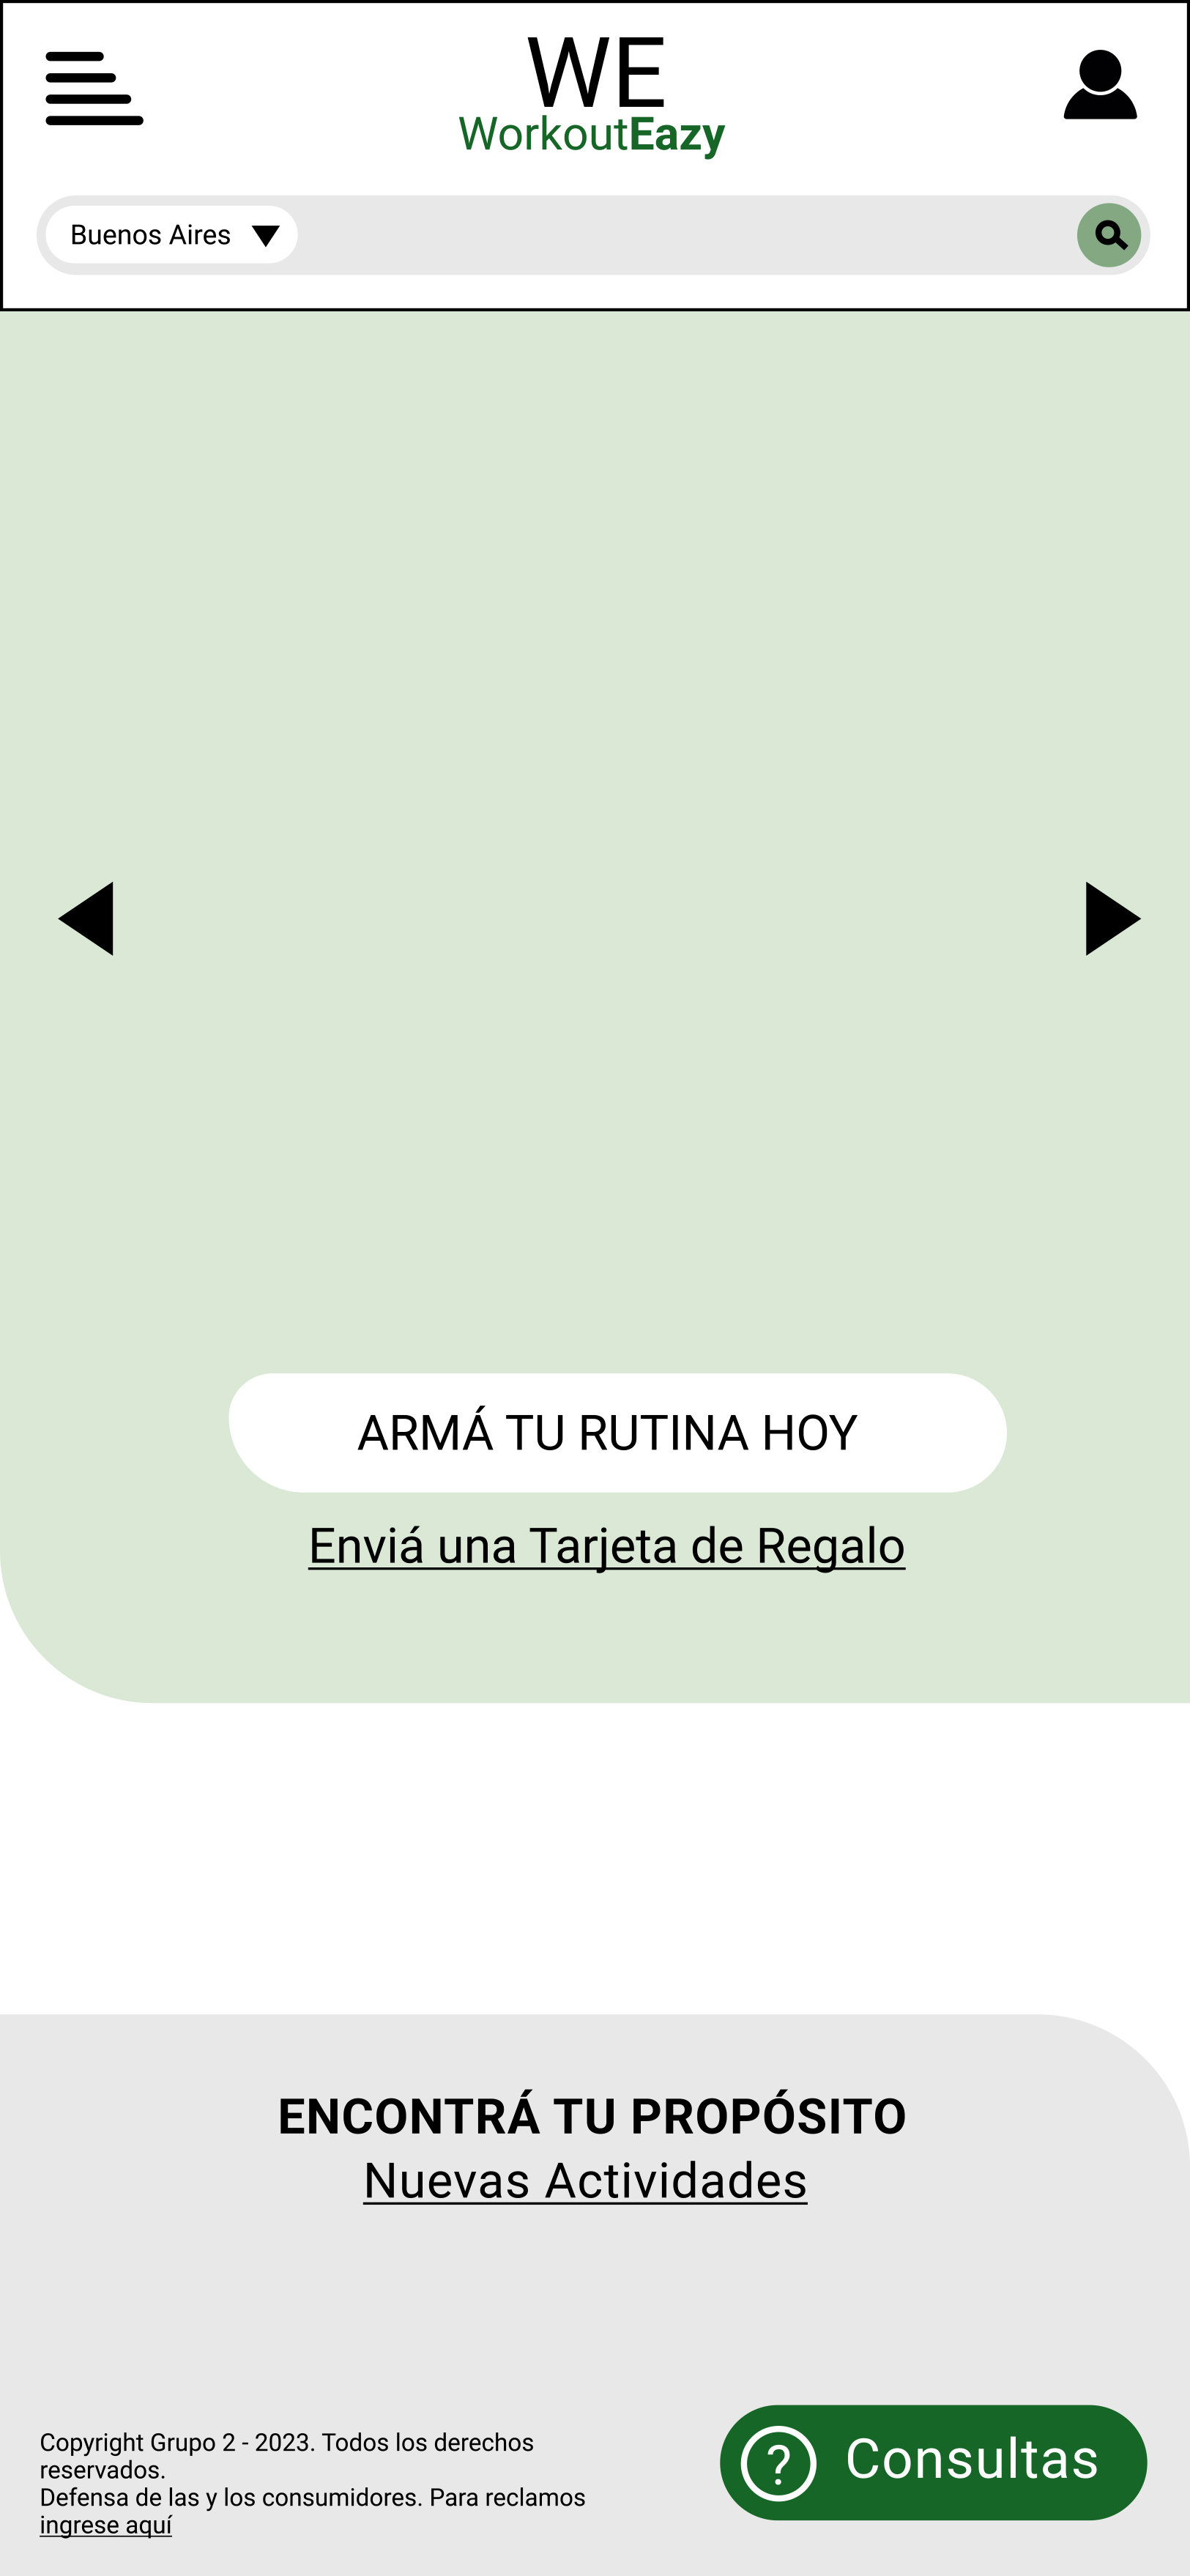 WE
WorkoutEazy
Buenos Aires
ARMÁ TU RUTINA HOY
Enviá una Tarjeta de Regalo
ENCONTRÁ TU PROPÓSITO
Nuevas Actividades
Copyright Grupo 2 - 2023. Todos los derechos
reservados.
Defensa de las y los consumidores. Para reclamos
ingrese aquí
? Consultas